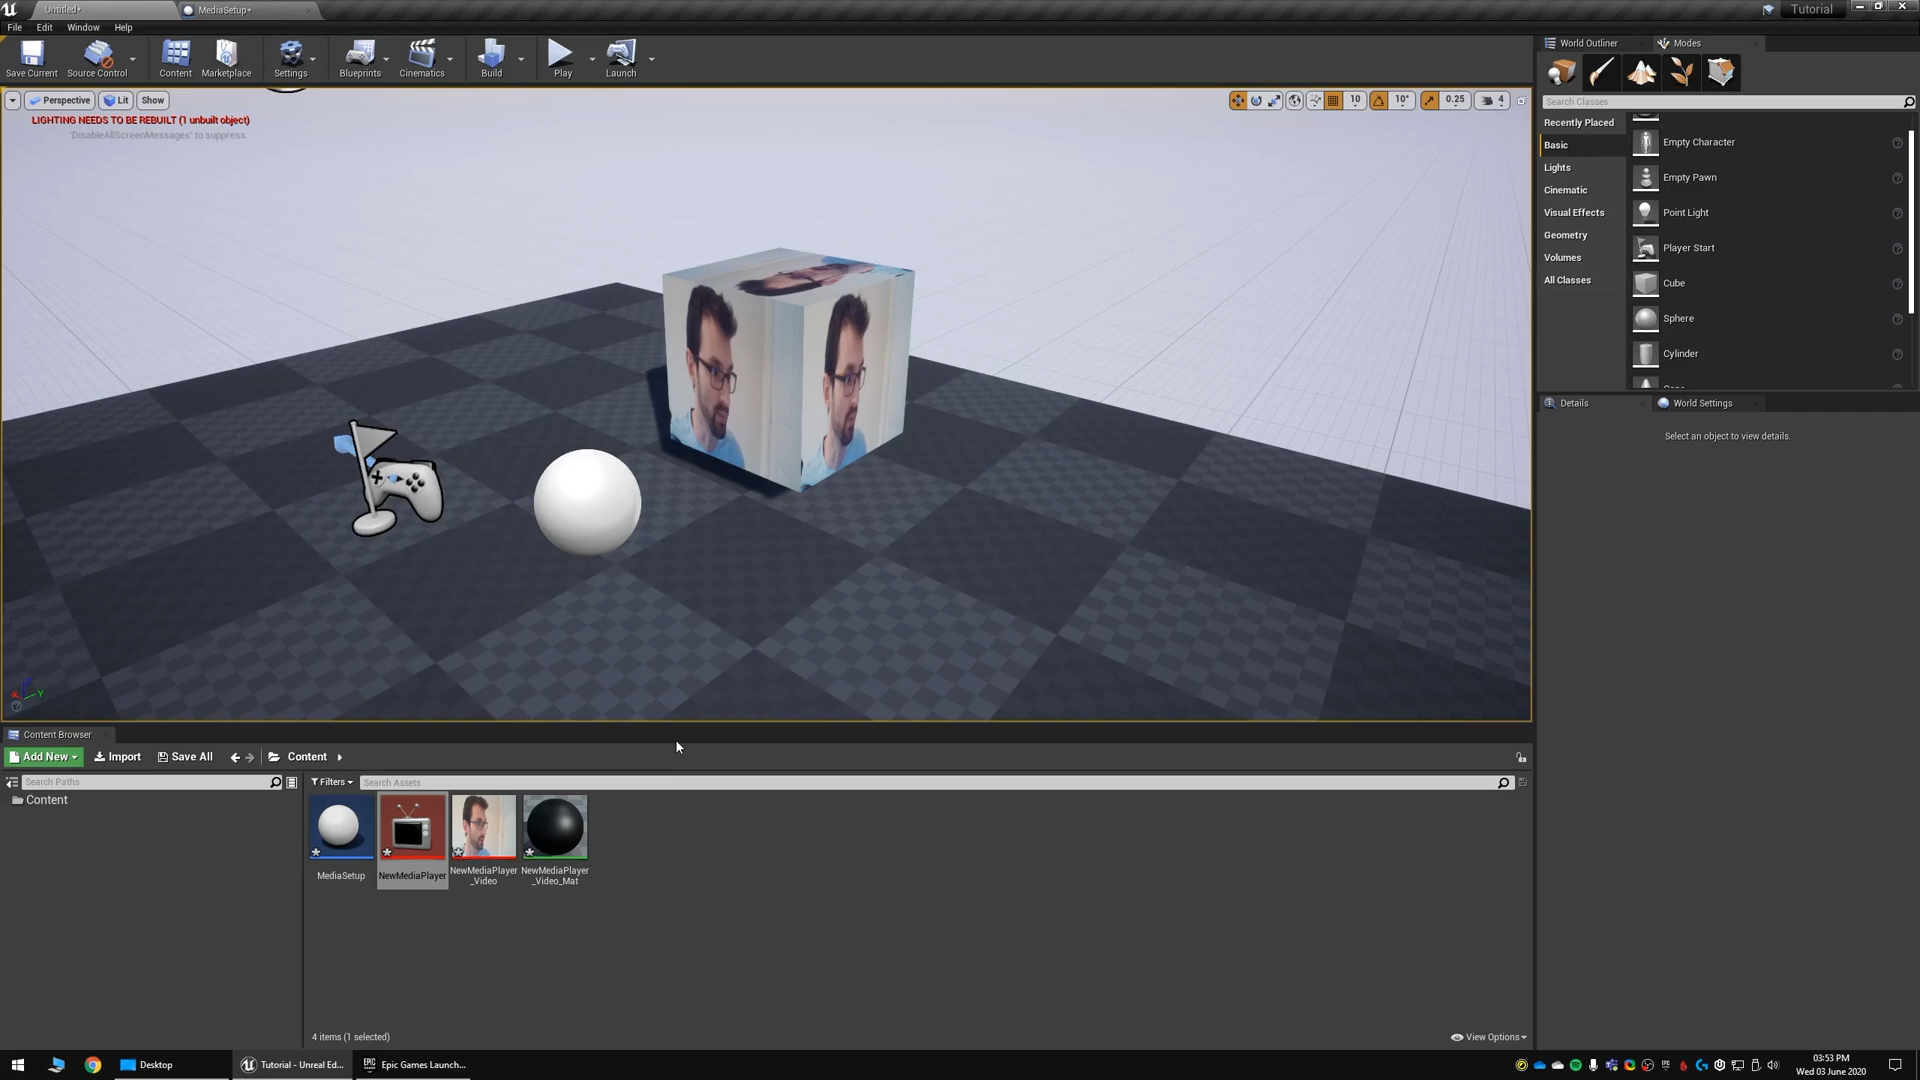 Untitled*
MediaSetup*
Tutorial
File Edit Window Help
Save Current
Source Control
Content
Marketplace
Settings
Blueprints
Cinematics
Build
Play
Launch
World Outliner
Modes
Search Classes
Perspective
Lit
Show
10
10°
0.25
4
LIGHTING NEEDS TO BE REBUILT (1 unbuilt object)
'DisableAllScreenMessages' to suppress
Recently Placed
Basic
Lights
Cinematic
Visual Effects
Geometry
Volumes
All Classes
Empty Character
Empty Pawn
Point Light
Player Start
Cube
Sphere
Cylinder
Details
World Settings
Select an object to view details.
Content Browser
Add New
Import
Save All
Content
Search Paths
Content
Filters
Search Assets
MediaSetup
NewMediaPlayer
NewMediaPlayer
_Video
NewMediaPlayer
_Video_Mat
4 items (1 selected)
View Options
Desktop
Tutorial - Unreal Ed...
Epic Games Launch...
03:53 PM
Wed 03 June 2020